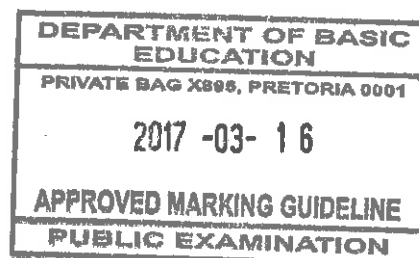 DEPARTMENT OF BASIC
EDUCATION
PRIVATE BAG X895, PRETORIA 0001
2017 -03- 16
APPROVED MARKING GUIDELINE
PUBLIC EXAMINATION